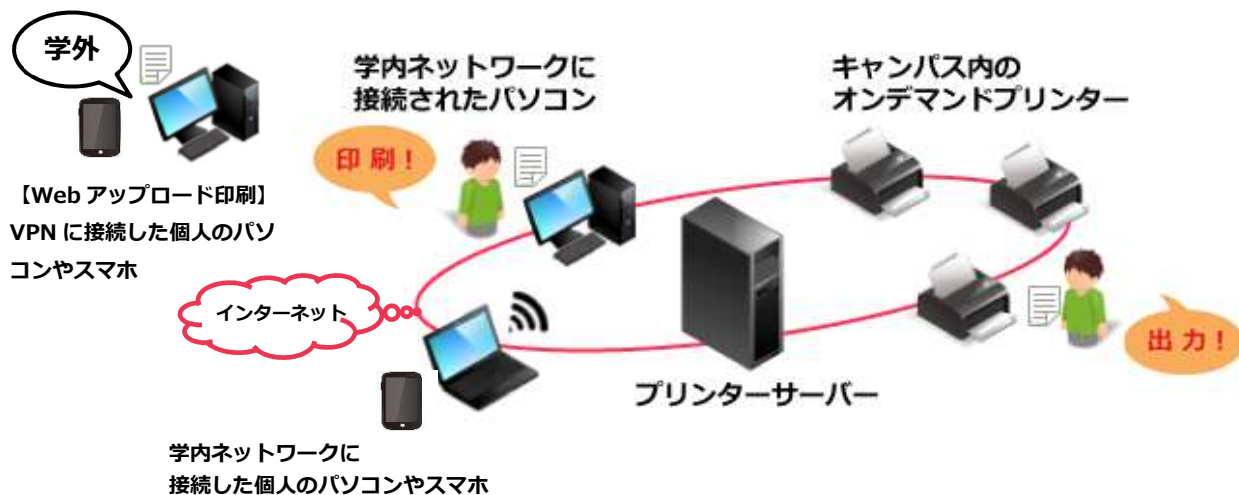 学外
【Web アップロード印刷】
VPN に接続した個人のパソ
コンやスマホ
学内ネットワークに
接続されたパソコン
印 刷！
キャンパス内の
オンデマンドプリンター
インターネット
プリンターサーバー
出 力！
学内ネットワークに
接続した個人のパソコンやスマホ